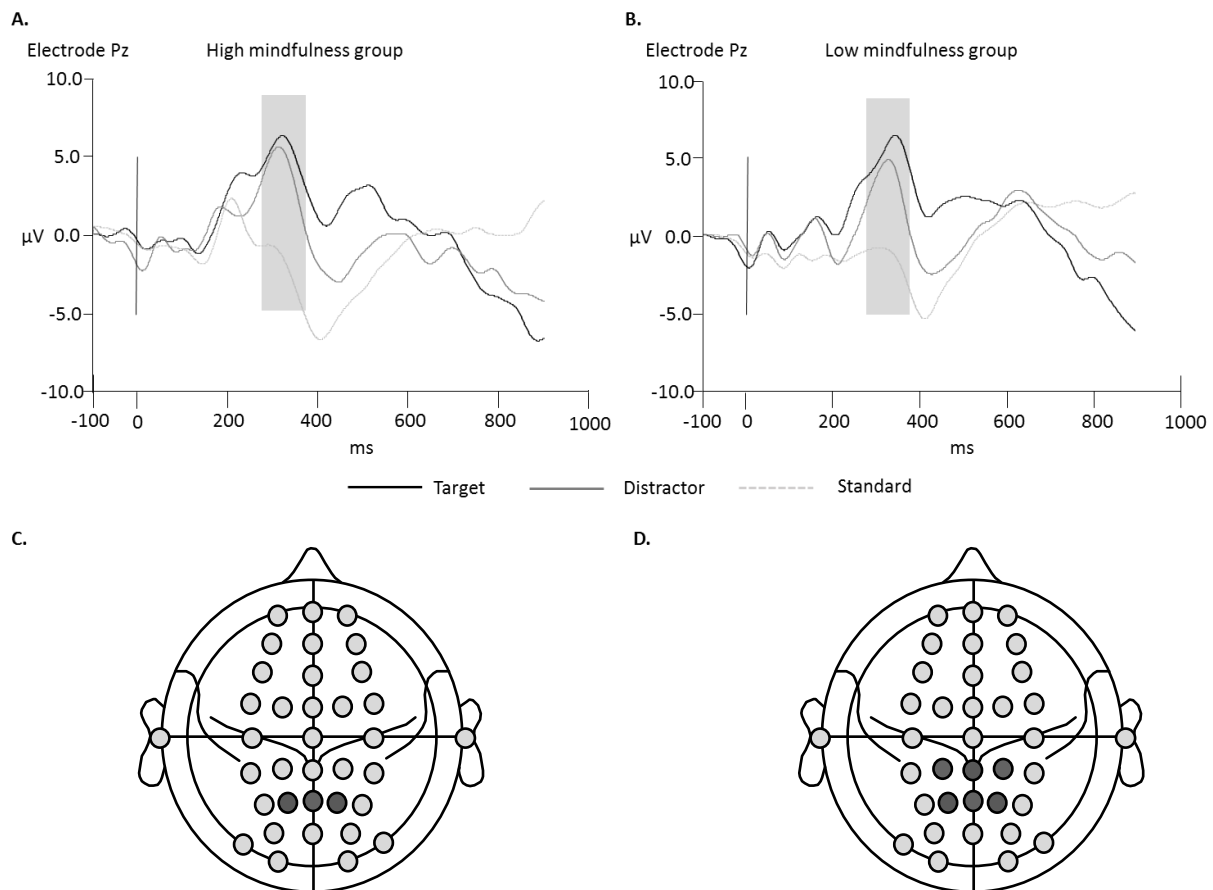 A.
Electrode Pz
High mindfulness group
10.0
5.0
µV
0.0
-5.0
-10.0
-100 0 200 400 600 800 1000
ms
B.
Electrode Pz
Low mindfulness group
10.0
5.0
µV
0.0
-5.0
-10.0
-100 0 200 400 600 800 1000
ms
Target Distractor Standard
C.
D.